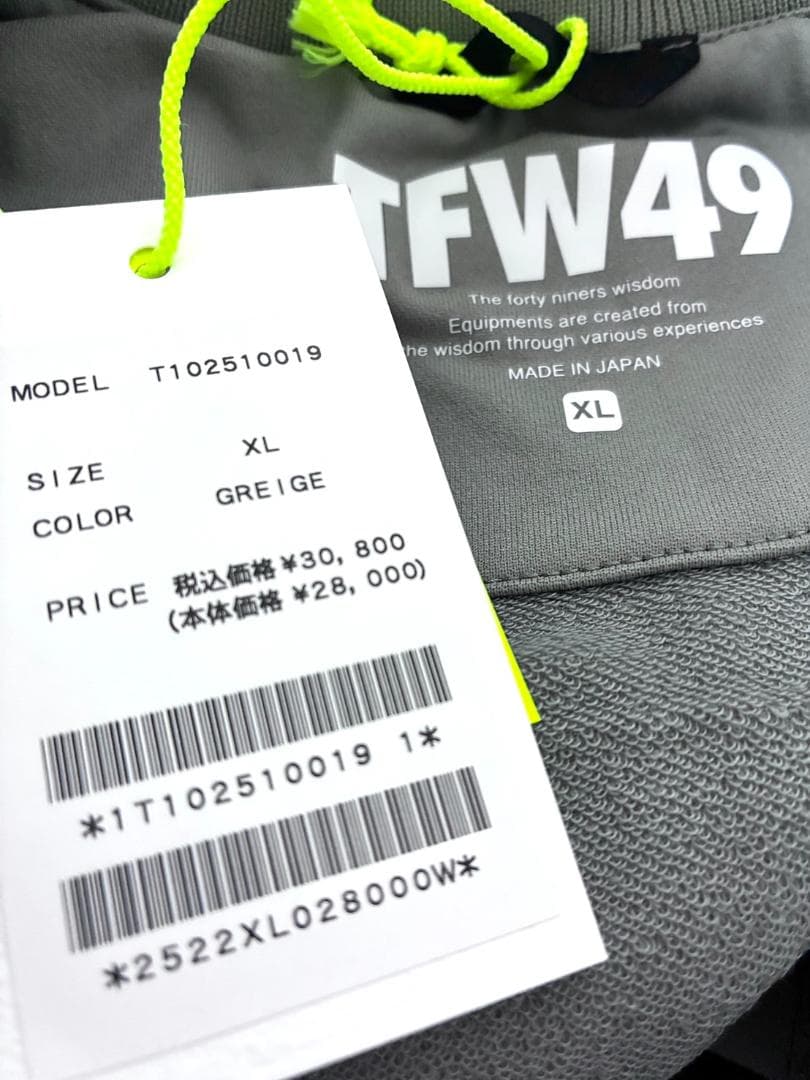 TFW49
The forty niners wisdom
Equipments are created from
the wisdom through various experiences
MADE IN JAPAN
XL
MODEL T102510019
SIZE XL
COLOR GREIGE
PRICE 税込価格 ¥30,800
(本体価格 ¥28,000)
*1T102510019 1*
*2522XL028000W*